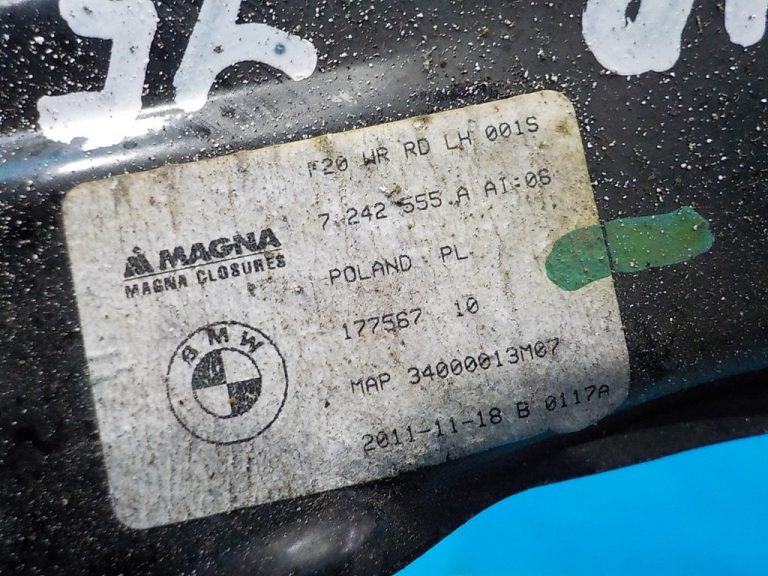 F20 WR RD LH 001S
7 242 555.A AI:06
MAGNA
MAGNA CLOSURES
POLAND PL
177567 10
BMW
MAP 34000013M07
2011-11-18 B 0117A